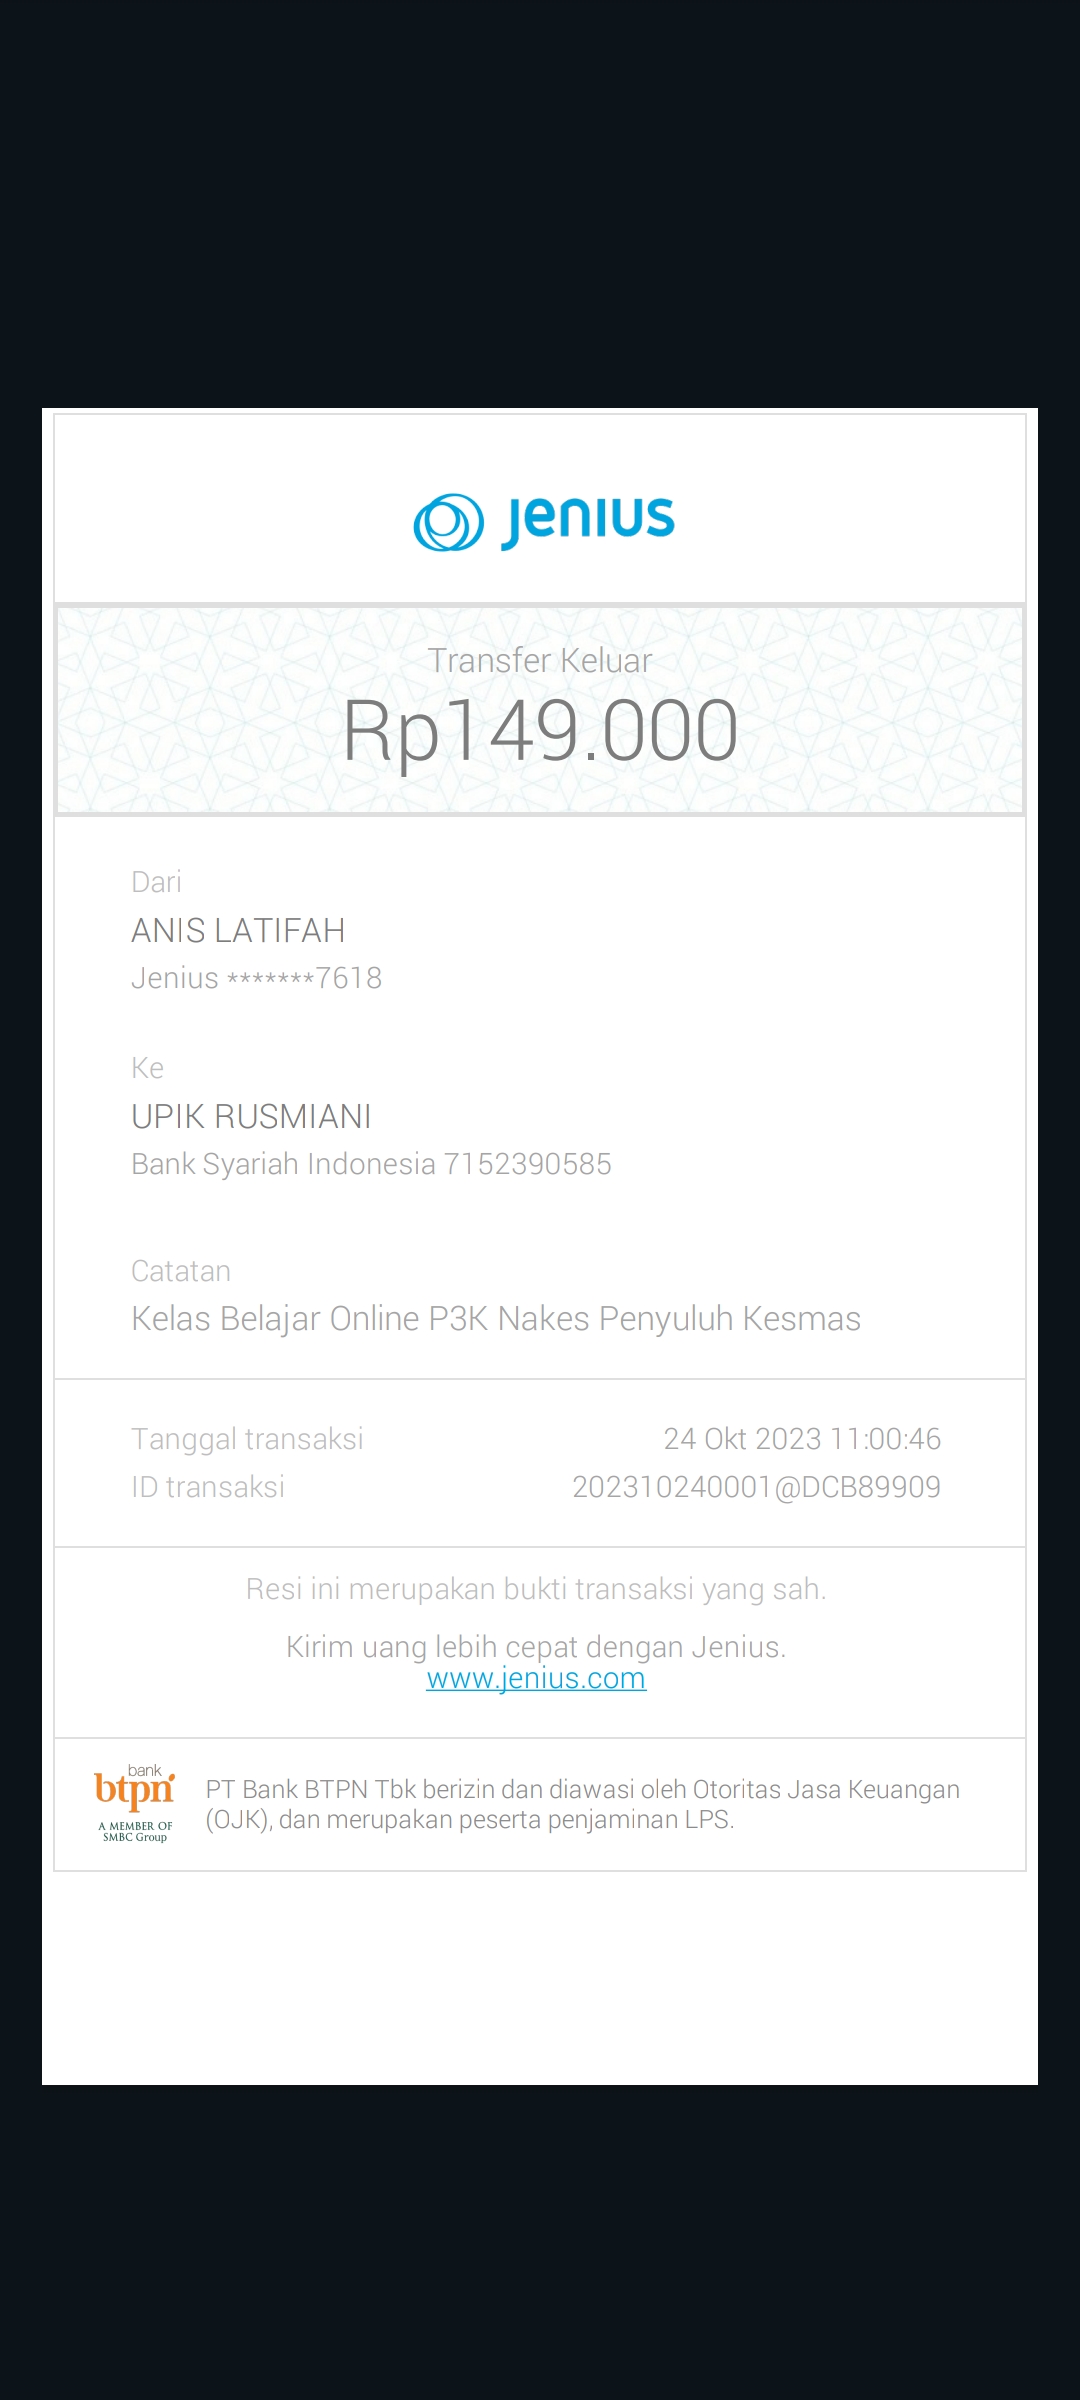 jenius
Transfer Keluar
Rp149.000
Dari
ANIS LATIFAH
Jenius *******7618
Ke
UPIK RUSMIANI
Bank Syariah Indonesia 7152390585
Catatan
Kelas Belajar Online P3K Nakes Penyuluh Kesmas
Tanggal transaksi 24 Okt 2023 11:00:46
ID transaksi 202310240001@DCB89909
Resi ini merupakan bukti transaksi yang sah.
Kirim uang lebih cepat dengan Jenius.
www.jenius.com
bank
btpn
A MEMBER OF
SMBC Group
PT Bank BTPN Tbk berizin dan diawasi oleh Otoritas Jasa Keuangan
(OJK), dan merupakan peserta penjaminan LPS.